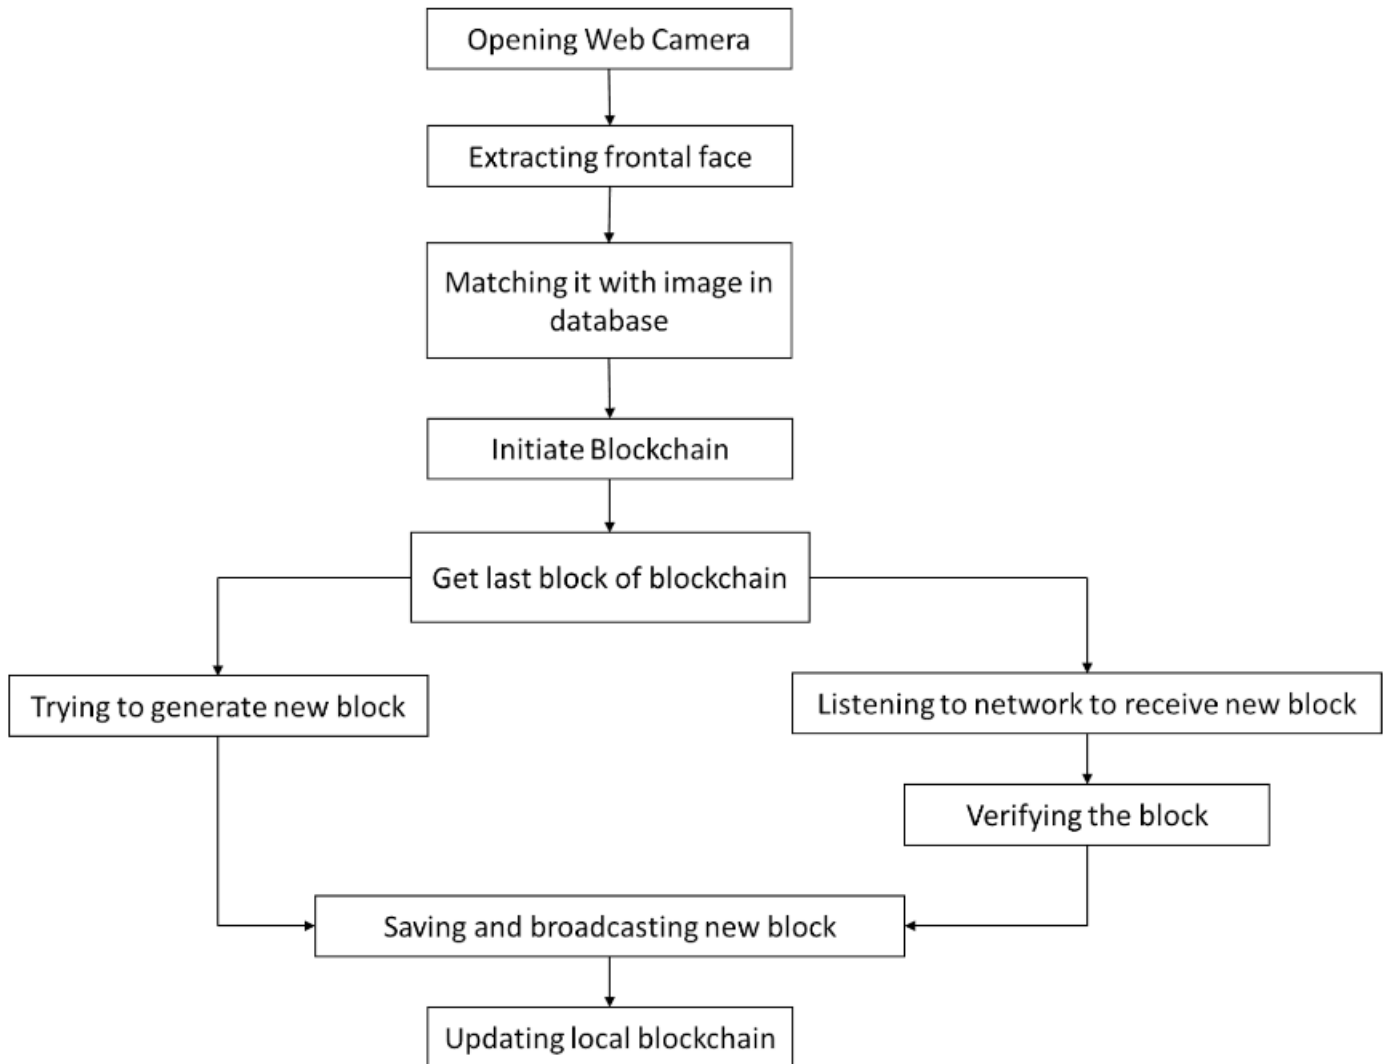 Opening Web Camera
Extracting frontal face
Matching it with image in
database
Initiate Blockchain
Get last block of blockchain
Trying to generate new block
Listening to network to receive new block
Verifying the block
Saving and broadcasting new block
Updating local blockchain